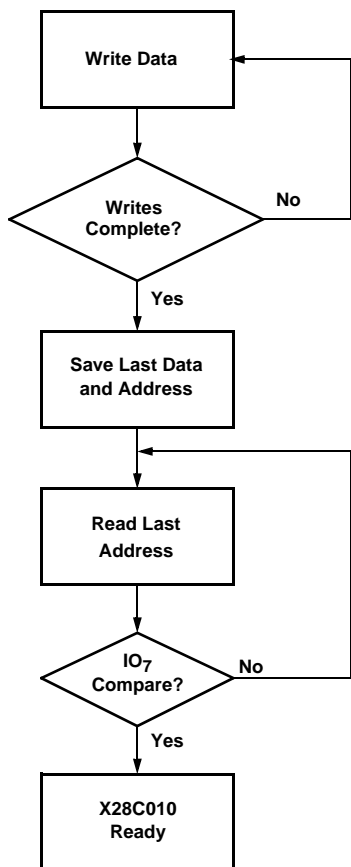 Write Data
Writes
Complete?
No
Yes
Save Last Data
and Address
Read Last
Address
IO7
Compare?
No
Yes
X28C010
Ready